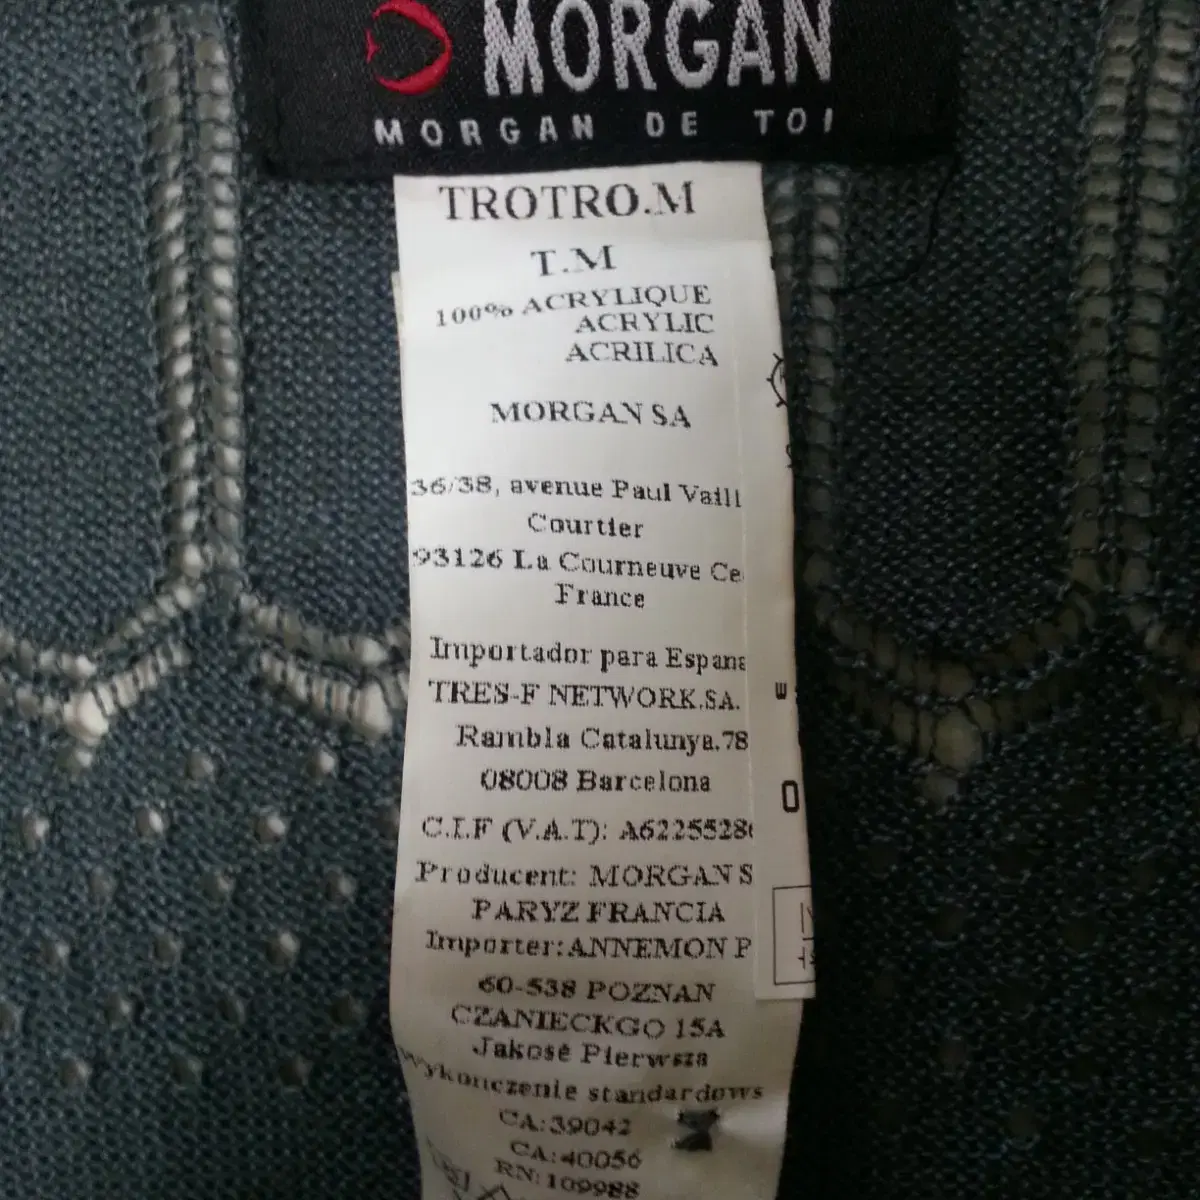 MORGAN
MORGAN DE TOI
TROTRO.M
T.M
100% ACRYLIQUE
ACRYLIC
ACRILICA
MORGAN SA
36/38, avenue Paul Vaill
Courtier
93126 La Courneuve Ce
France
Importador para Espana
TRES-F NETWORK.SA.
Rambla Catalunya.78
08008 Barcelona
C.I.F (V.A.T): A6225528
Producent: MORGAN S
PARYZ FRANCIA
Importer:ANNEMON P
60-538 POZNAN
CZANIECKGO 15A
Jakosé Pierwsza
Wykonczenie standardows
CA:39042
CA:40056
RN:109988